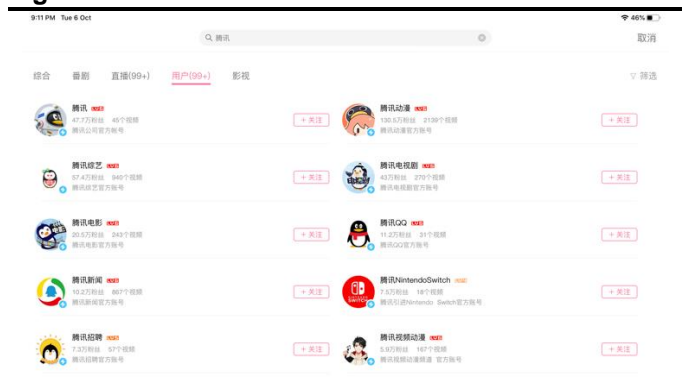 9:11 PM Tue 6 Oct
46%
腾讯
取消
综合 番剧 直播(99+) 用户(99+) 影视
筛选
腾讯
47.7万粉丝 45个视频
腾讯公司官方帐号
+ 关注
腾讯动漫
130.5万粉丝 2139个视频
腾讯动漫官方账号
+ 关注
腾讯综艺
57.4万粉丝 940个视频
腾讯综艺官方账号
+ 关注
腾讯电视剧
43万粉丝 270个视频
腾讯电视剧官方账号
+ 关注
腾讯电影
20.5万粉丝 243个视频
腾讯电影官方账号
+ 关注
腾讯QQ
11.2万粉丝 31个视频
腾讯QQ官方账号
+ 关注
腾讯新闻
10.2万粉丝 867个视频
腾讯新闻官方账号
+ 关注
腾讯NintendoSwitch
7.5万粉丝 18个视频
腾讯引进Nintendo Switch官方账号
+ 关注
腾讯招聘
7.3万粉丝 57个视频
腾讯招聘官方账号
+ 关注
腾讯视频动漫
5.9万粉丝 167个视频
腾讯视频动漫频道 官方账号
+ 关注